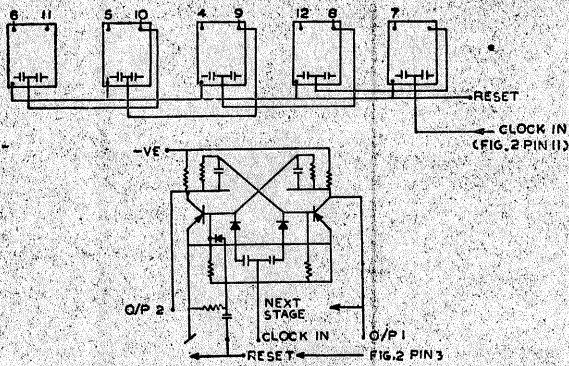 6 11 5 10 4 9 12 8 7
RESET
CLOCK IN
(FIG.2 PIN 11)
-VE
O/P 2
NEXT
STAGE
CLOCK IN
O/P 1
RESET
FIG.2 PIN 3